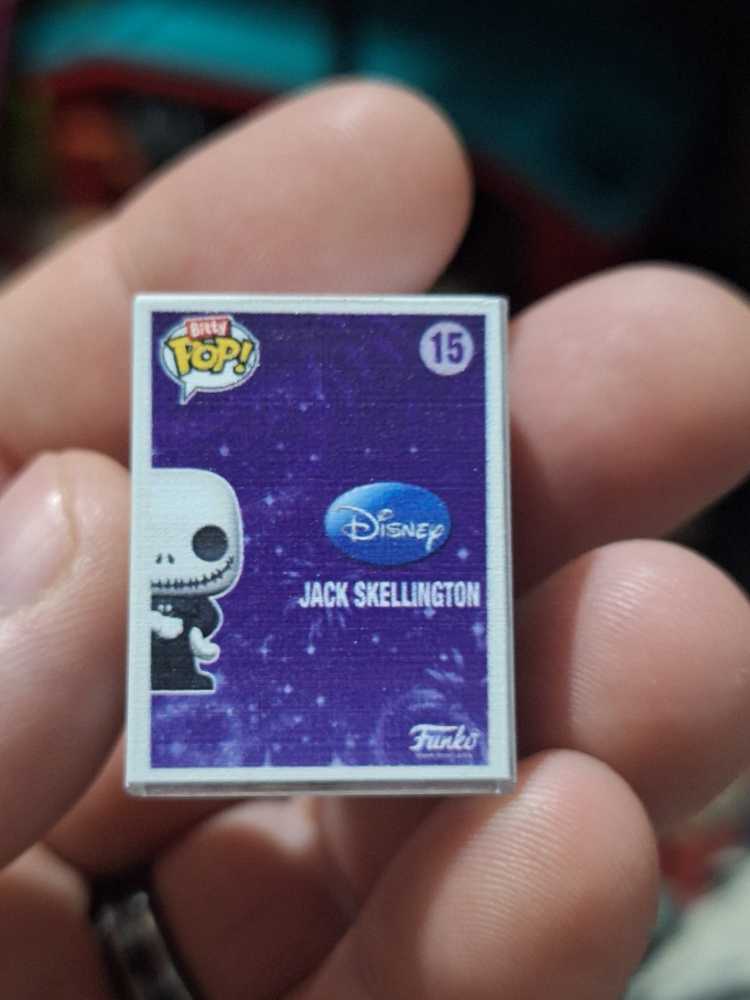 Bitty
POP!
15
Disney
JACK SKELLINGTON
Funko